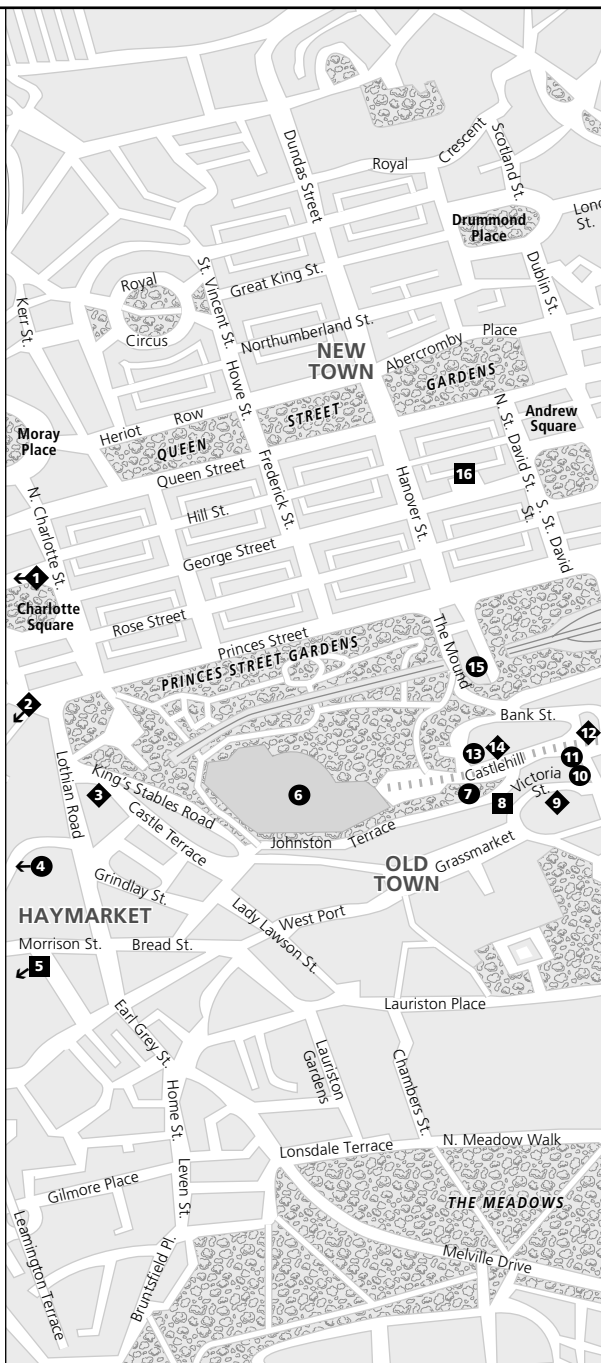 Dundas Street
Royal
Crescent
Scotland St.
Drummond
Place
Lond
St.
Dublin St.
Royal
Circus
St. Vincent St.
Great King St.
Kerr St.
Northumberland St.
NEW
TOWN
Abercromby
Place
GARDENS
Howe St.
Heriot
Row
QUEEN
STREET
Moray
Place
Queen Street
N. St. David St.
Andrew
Square
16
Frederick St.
Hanover St.
Hill St.
George Street
S. St. David
St.
N. Charlotte St.
1
Charlotte
Square
Rose Street
Princes Street
PRINCES STREET GARDENS
The Mound
15
2
Bank St.
12
13
14
11
Castlehill
10
Lothian Road
3
King's Stables Road
6
7
Victoria
St.
8
9
Castle Terrace
Johnston
Terrace
Grassmarket
OLD
TOWN
4
Grindlay St.
HAYMARKET
West Port
Lady Lawson St.
Morrison St.
Bread St.
5
Lauriston Place
Earl Grey St.
Lauriston
Gardens
Chambers St.
Home St.
Lonsdale Terrace
N. Meadow Walk
Gilmore Place
Leven St.
THE MEADOWS
Leamington Terrace
Bruntsfield Pl.
Melville Drive